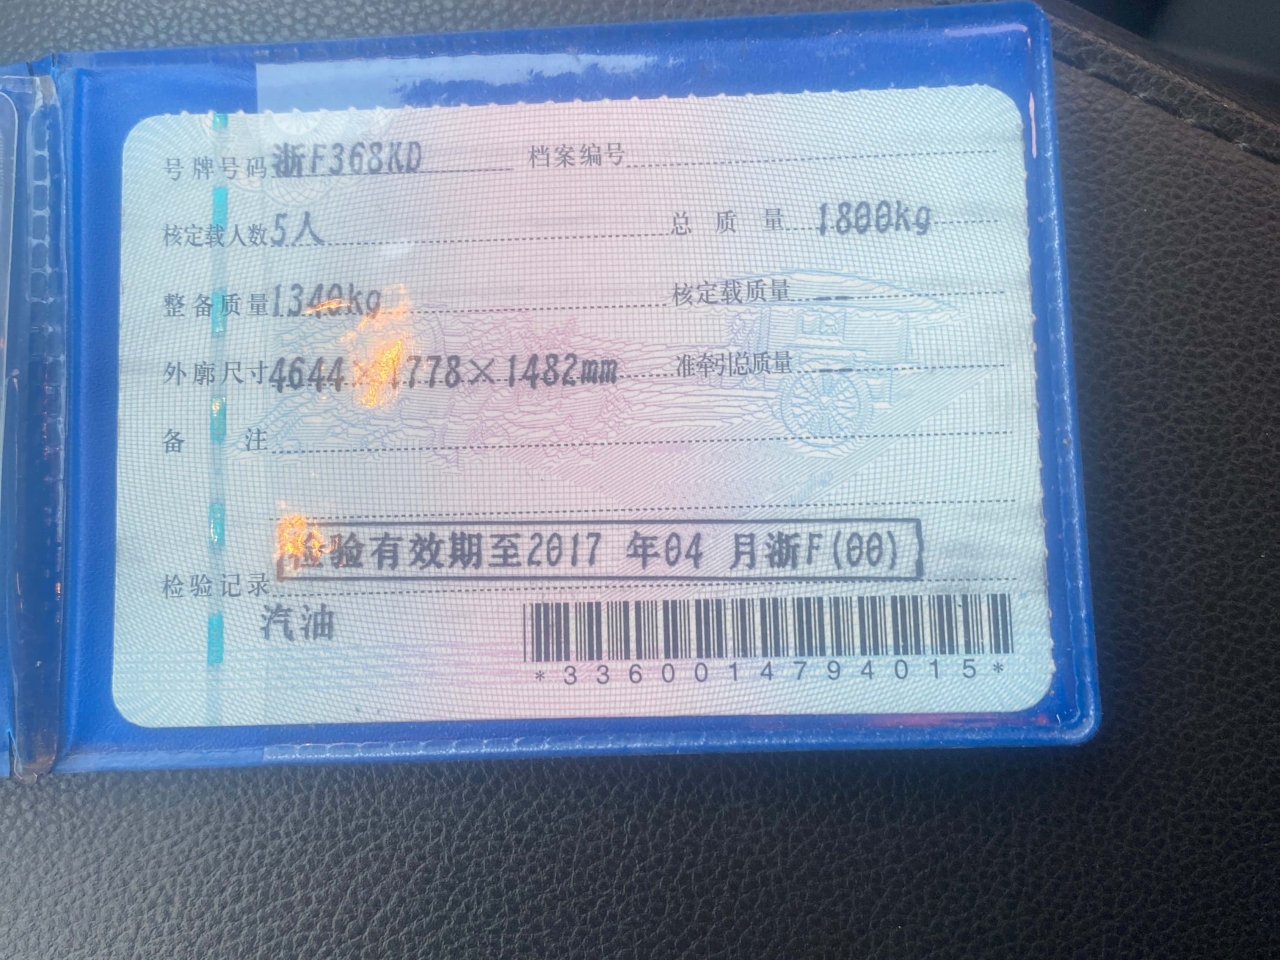 号牌号码 浙F368KD 档案编号
核定载人数 5人 总质量 1800kg
整备质量 1340kg 核定载质量 --
外廓尺寸 4644×1778×1482mm 准牵引总质量 --
备注
检验有效期至2017 年04 月浙F(00)
检验记录
汽油
*3360014794015*